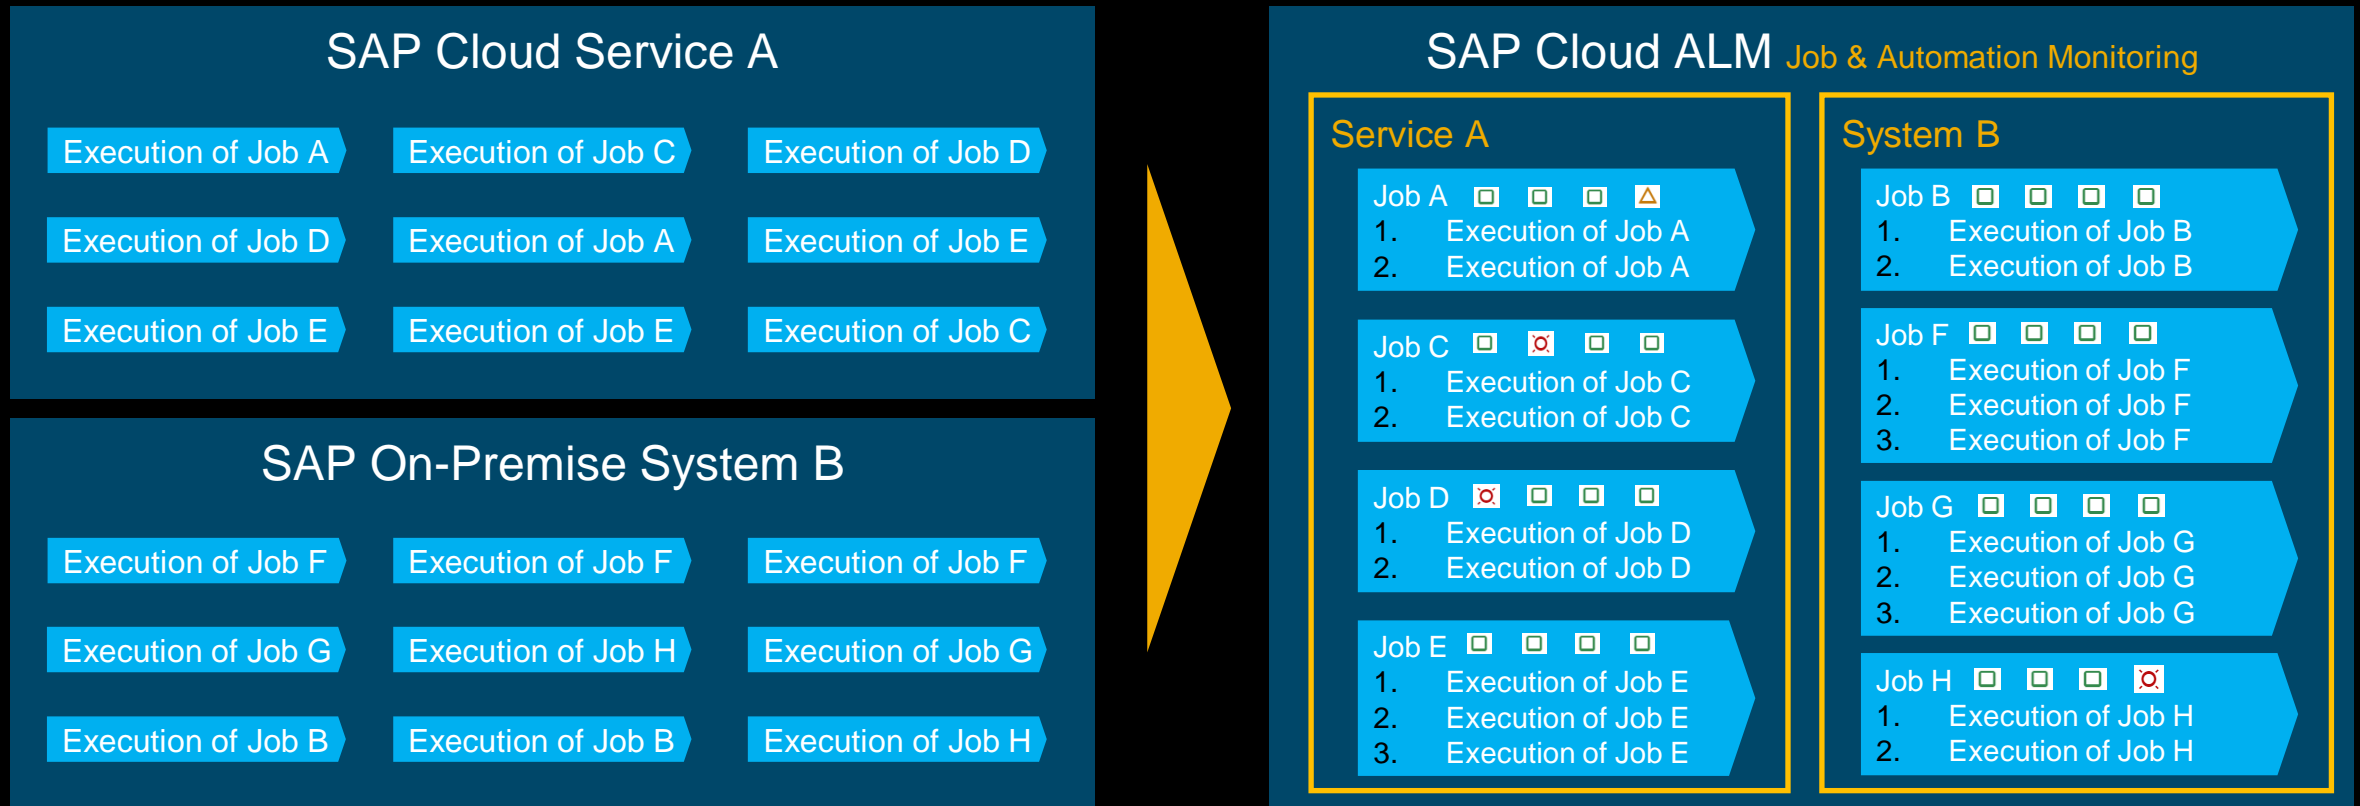 SAP Cloud Service A
Execution of Job A
Execution of Job C
Execution of Job D
Execution of Job D
Execution of Job A
Execution of Job E
Execution of Job E
Execution of Job E
Execution of Job C
SAP On-Premise System B
Execution of Job F
Execution of Job F
Execution of Job F
Execution of Job G
Execution of Job H
Execution of Job G
Execution of Job B
Execution of Job B
Execution of Job H
SAP Cloud ALM Job & Automation Monitoring
Service A
Job A
1. Execution of Job A
2. Execution of Job A
Job C
1. Execution of Job C
2. Execution of Job C
Job D
1. Execution of Job D
2. Execution of Job D
Job E
1. Execution of Job E
2. Execution of Job E
3. Execution of Job E
System B
Job B
1. Execution of Job B
2. Execution of Job B
Job F
1. Execution of Job F
2. Execution of Job F
3. Execution of Job F
Job G
1. Execution of Job G
2. Execution of Job G
3. Execution of Job G
Job H
1. Execution of Job H
2. Execution of Job H